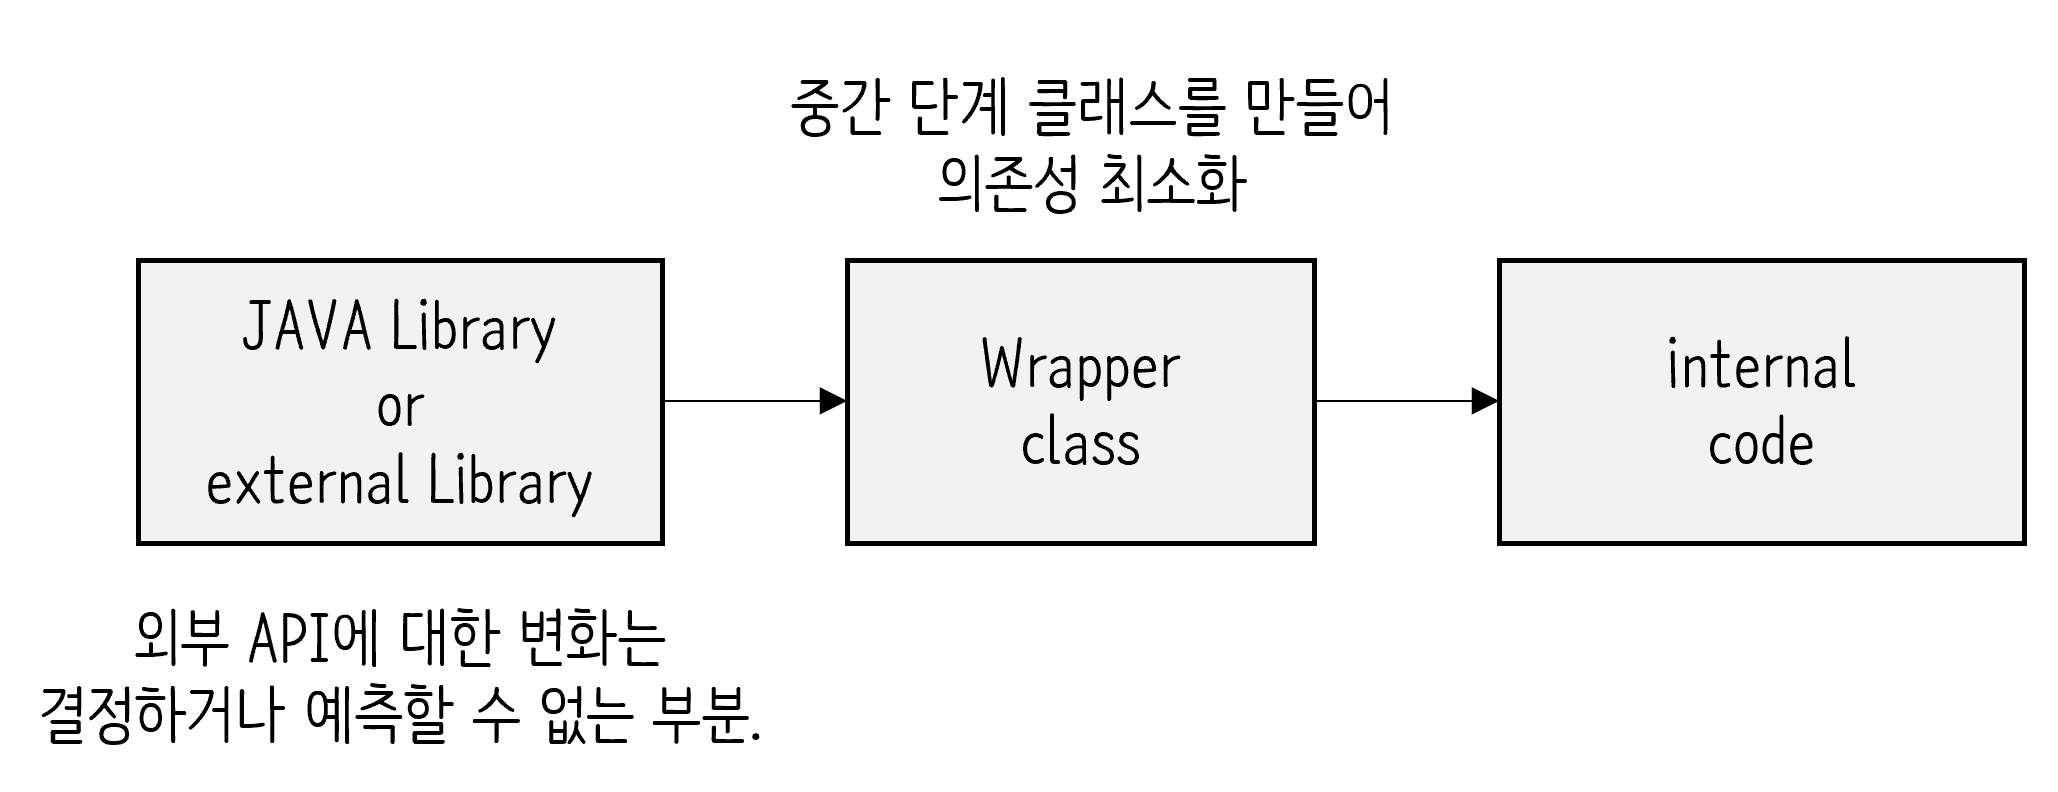 중간 단계 클래스를 만들어
의존성 최소화
JAVA Library
or
external Library
Wrapper
class
internal
code
외부 API에 대한 변화는
결정하거나 예측할 수 없는 부분.